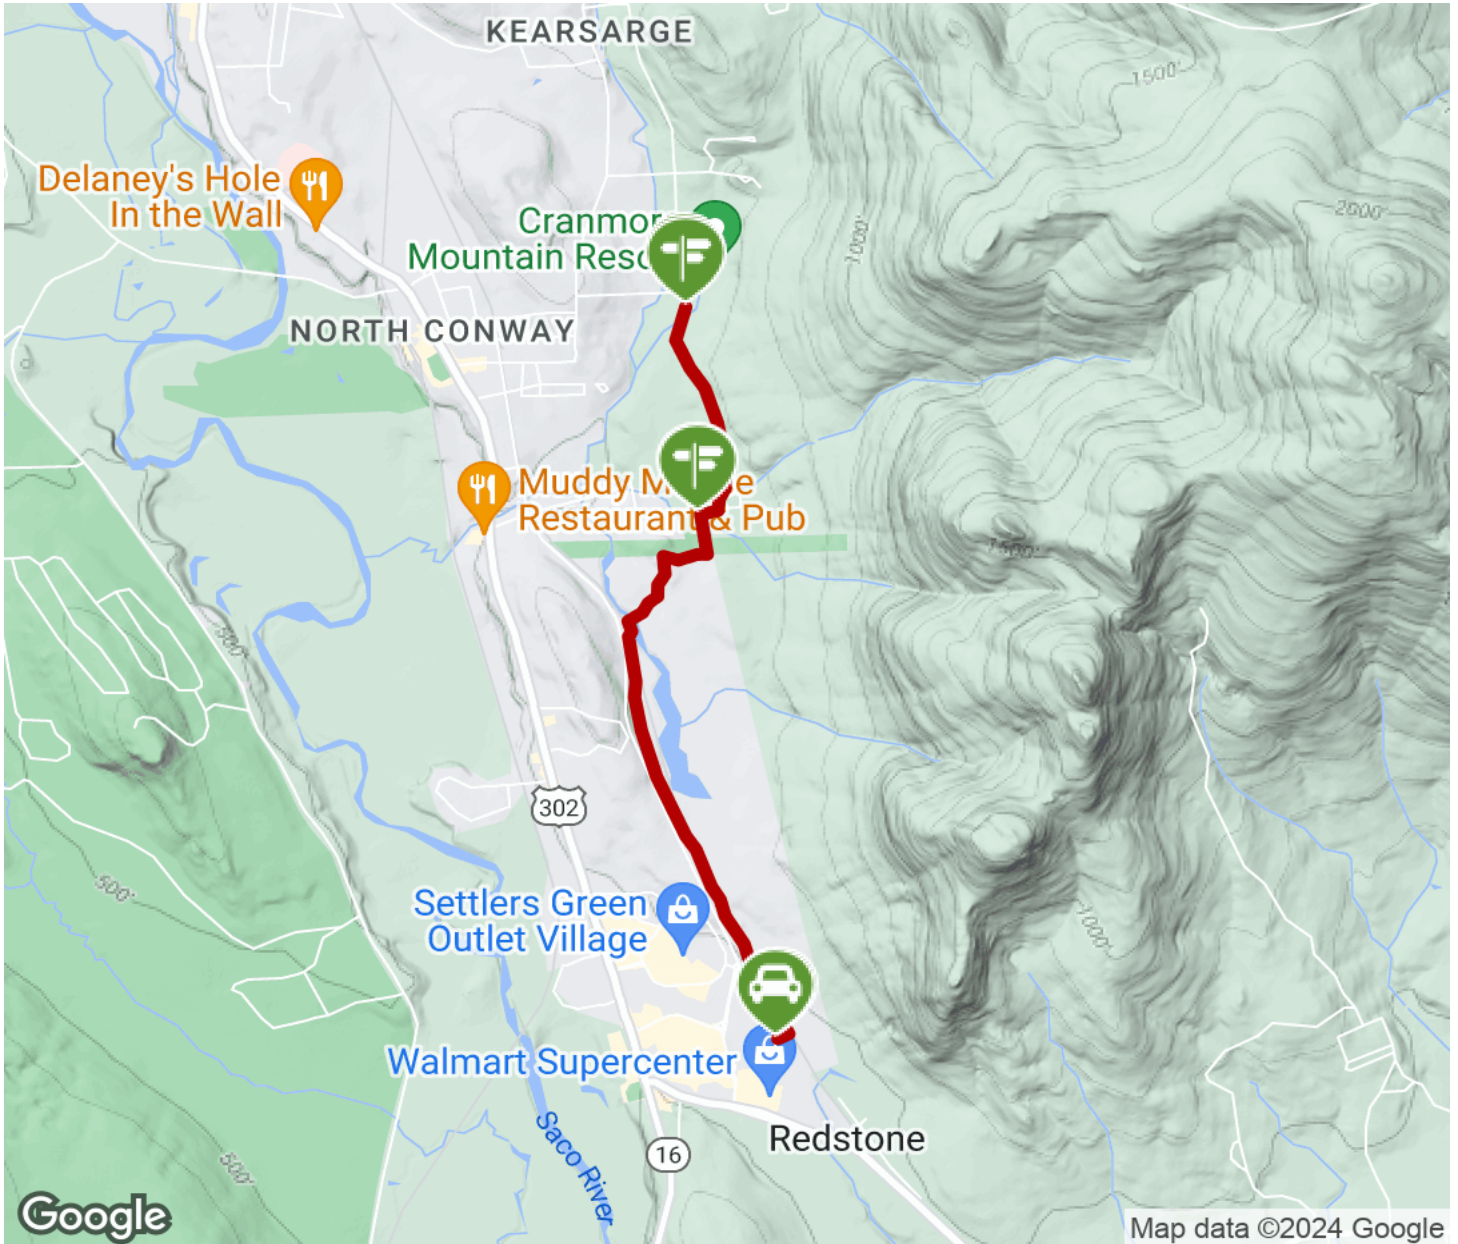 KEARSARGE
1500'
Delaney's Hole
In the Wall
2000'
Cranmor
Mountain Reso
1000'
NORTH CONWAY
Muddy M e
Restaurant & Pub
1500'
500'
302
500'
Settlers Green
Outlet Village
1000'
Walmart Supercenter
Saco River
Redstone
16
500'
Google
Map data ©2024 Google